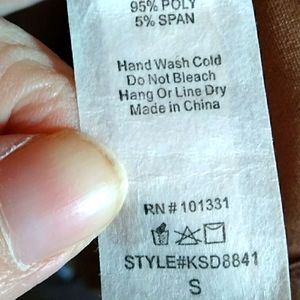 95% POLY
5% SPAN
Hand Wash Cold
Do Not Bleach
Hang Or Line Dry
Made in China
RN # 101331
STYLE#KSD8841
S